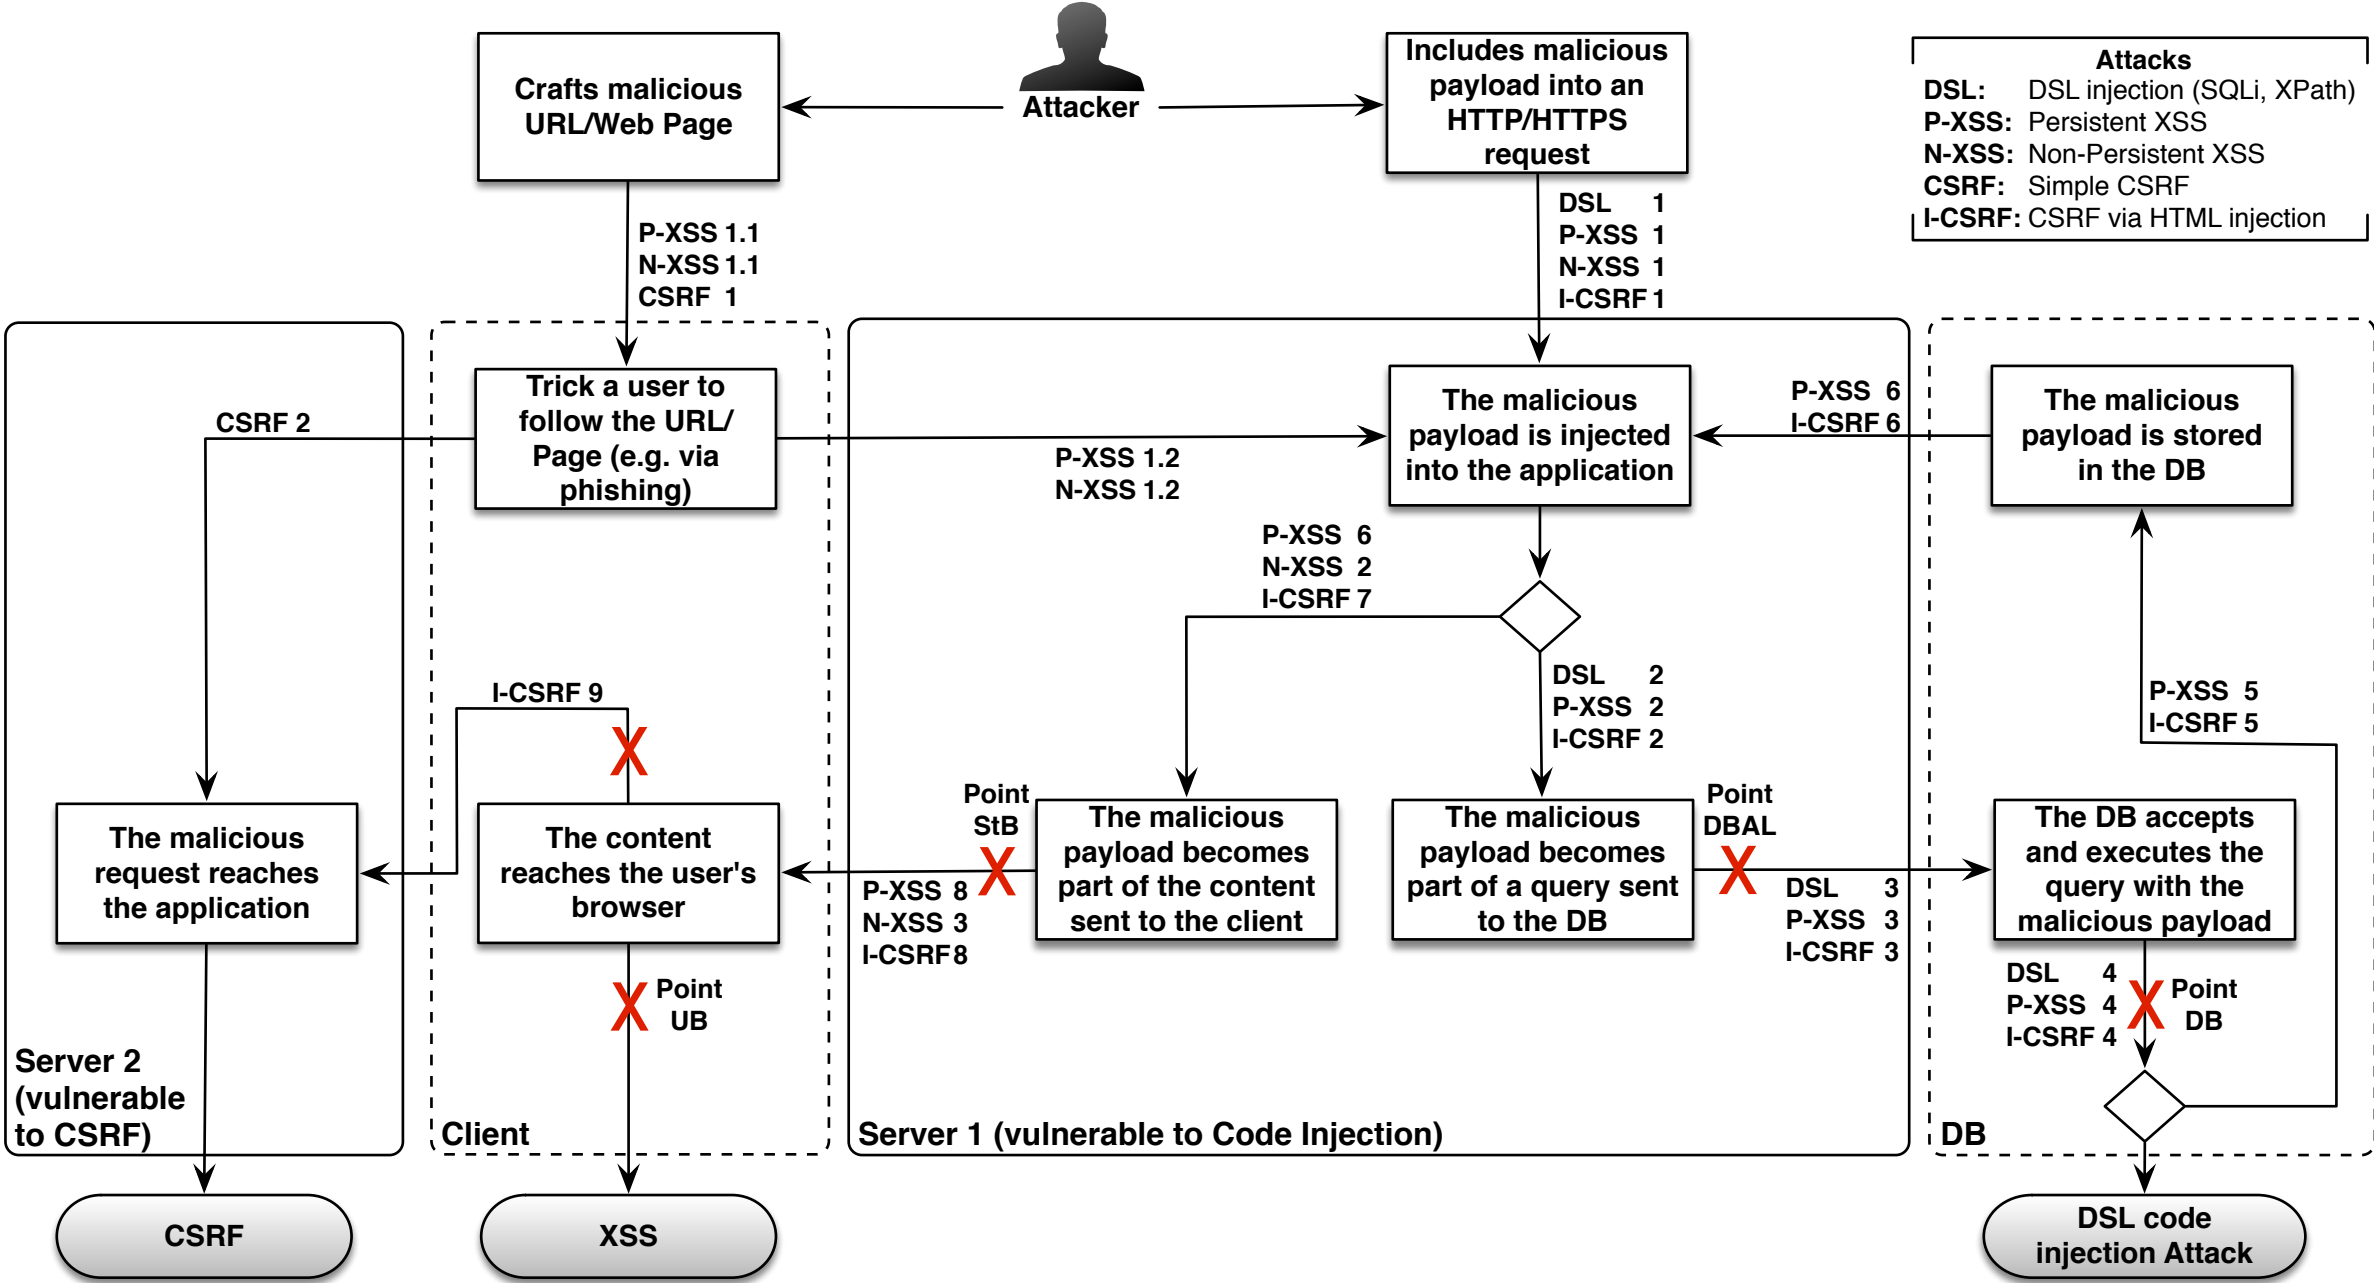 Attacker
Crafts malicious
URL/Web Page
Includes malicious
payload into an
HTTP/HTTPS
request
Attacks
DSL: DSL injection (SQLi, XPath)
P-XSS: Persistent XSS
N-XSS: Non-Persistent XSS
CSRF: Simple CSRF
I-CSRF: CSRF via HTML injection
P-XSS 1.1
N-XSS 1.1
CSRF 1
DSL 1
P-XSS 1
N-XSS 1
I-CSRF 1
Trick a user to
follow the URL/
Page (e.g. via
phishing)
CSRF 2
P-XSS 1.2
N-XSS 1.2
The malicious
payload is injected
into the application
P-XSS 6
I-CSRF 6
The malicious
payload is stored
in the DB
P-XSS 6
N-XSS 2
I-CSRF 7
DSL 2
P-XSS 2
I-CSRF 2
P-XSS 5
I-CSRF 5
I-CSRF 9
X
The malicious
request reaches
the application
The content
reaches the user's
browser
Point
StB
X
P-XSS 8
N-XSS 3
I-CSRF 8
The malicious
payload becomes
part of the content
sent to the client
The malicious
payload becomes
part of a query sent
to the DB
Point
DBAL
X
DSL 3
P-XSS 3
I-CSRF 3
The DB accepts
and executes the
query with the
malicious payload
X
Point
UB
DSL 4
P-XSS 4
I-CSRF 4
X
Point
DB
Server 2
(vulnerable
to CSRF)
Client
Server 1 (vulnerable to Code Injection)
DB
CSRF
XSS
DSL code
injection Attack